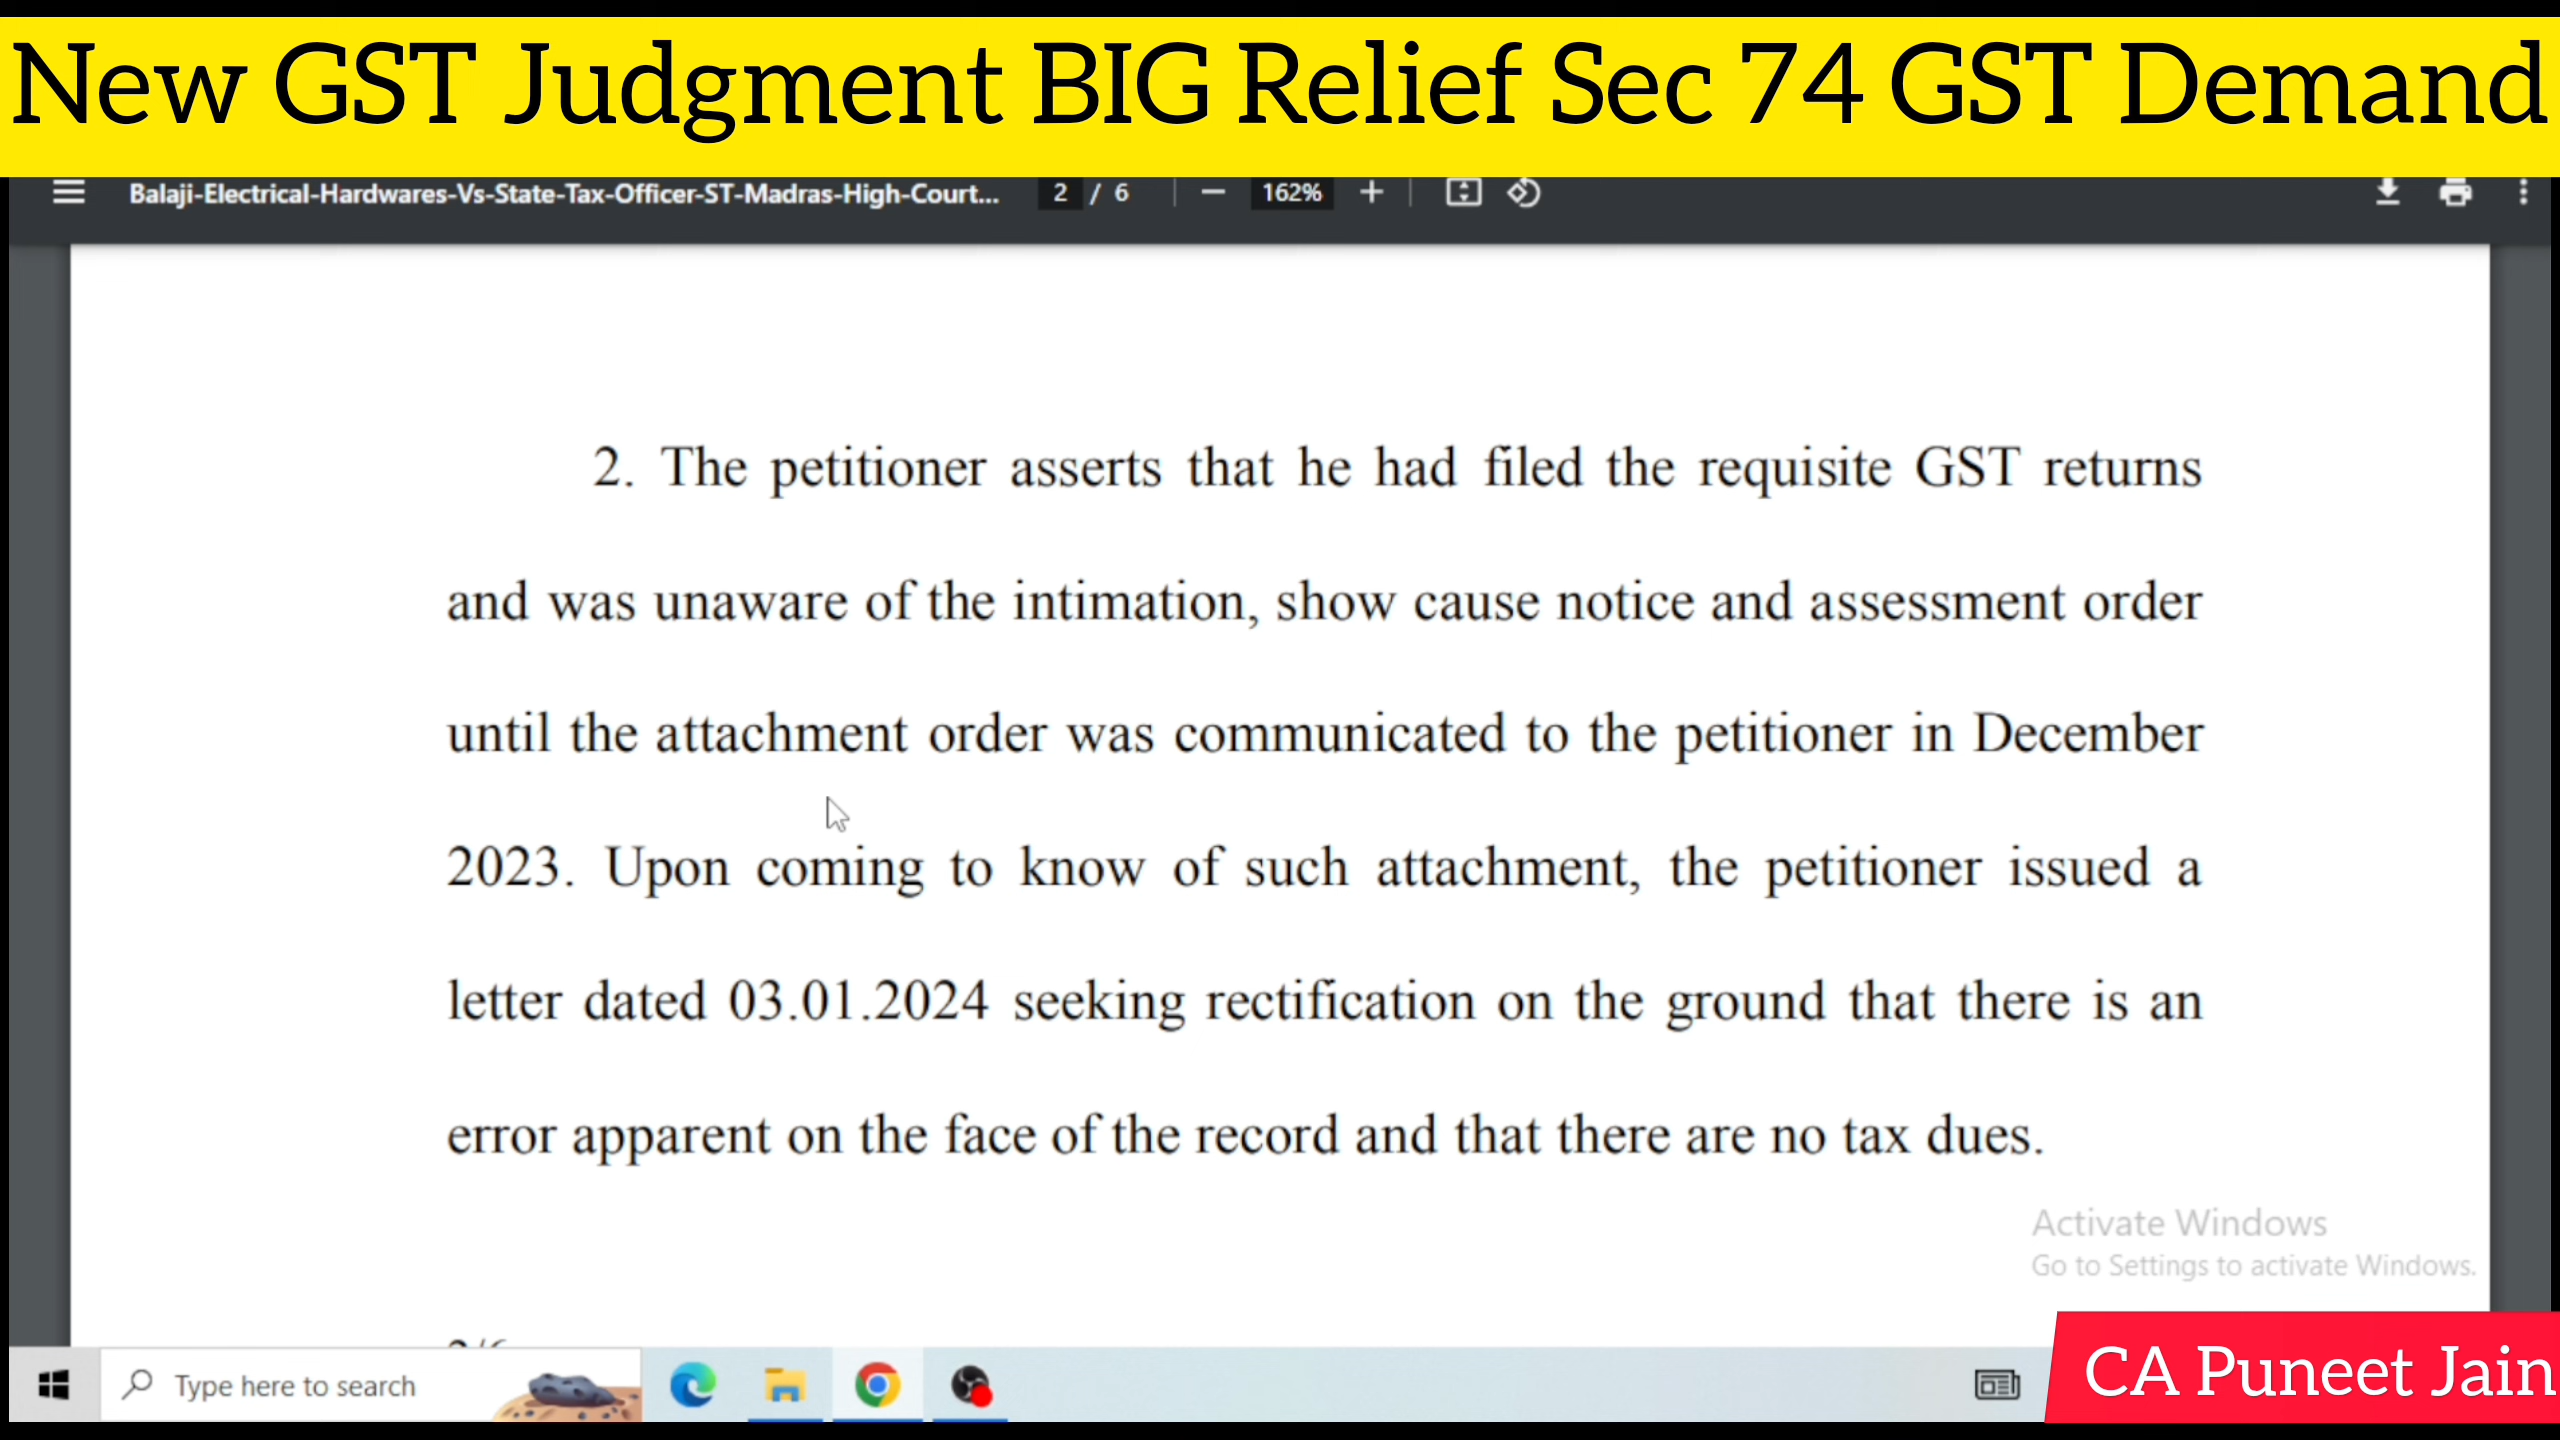 New GST Judgment BIG Relief Sec 74 GST Demand
Balaji-Electrical-Hardwares-Vs-State-Tax-Officer-ST-Madras-High-Court... 2 / 6 162%
2. The petitioner asserts that he had filed the requisite GST returns
and was unaware of the intimation, show cause notice and assessment order
until the attachment order was communicated to the petitioner in December
2023. Upon coming to know of such attachment, the petitioner issued a
letter dated 03.01.2024 seeking rectification on the ground that there is an
error apparent on the face of the record and that there are no tax dues.
Activate Windows
Go to Settings to activate Windows.
Type here to search
CA Puneet Jain